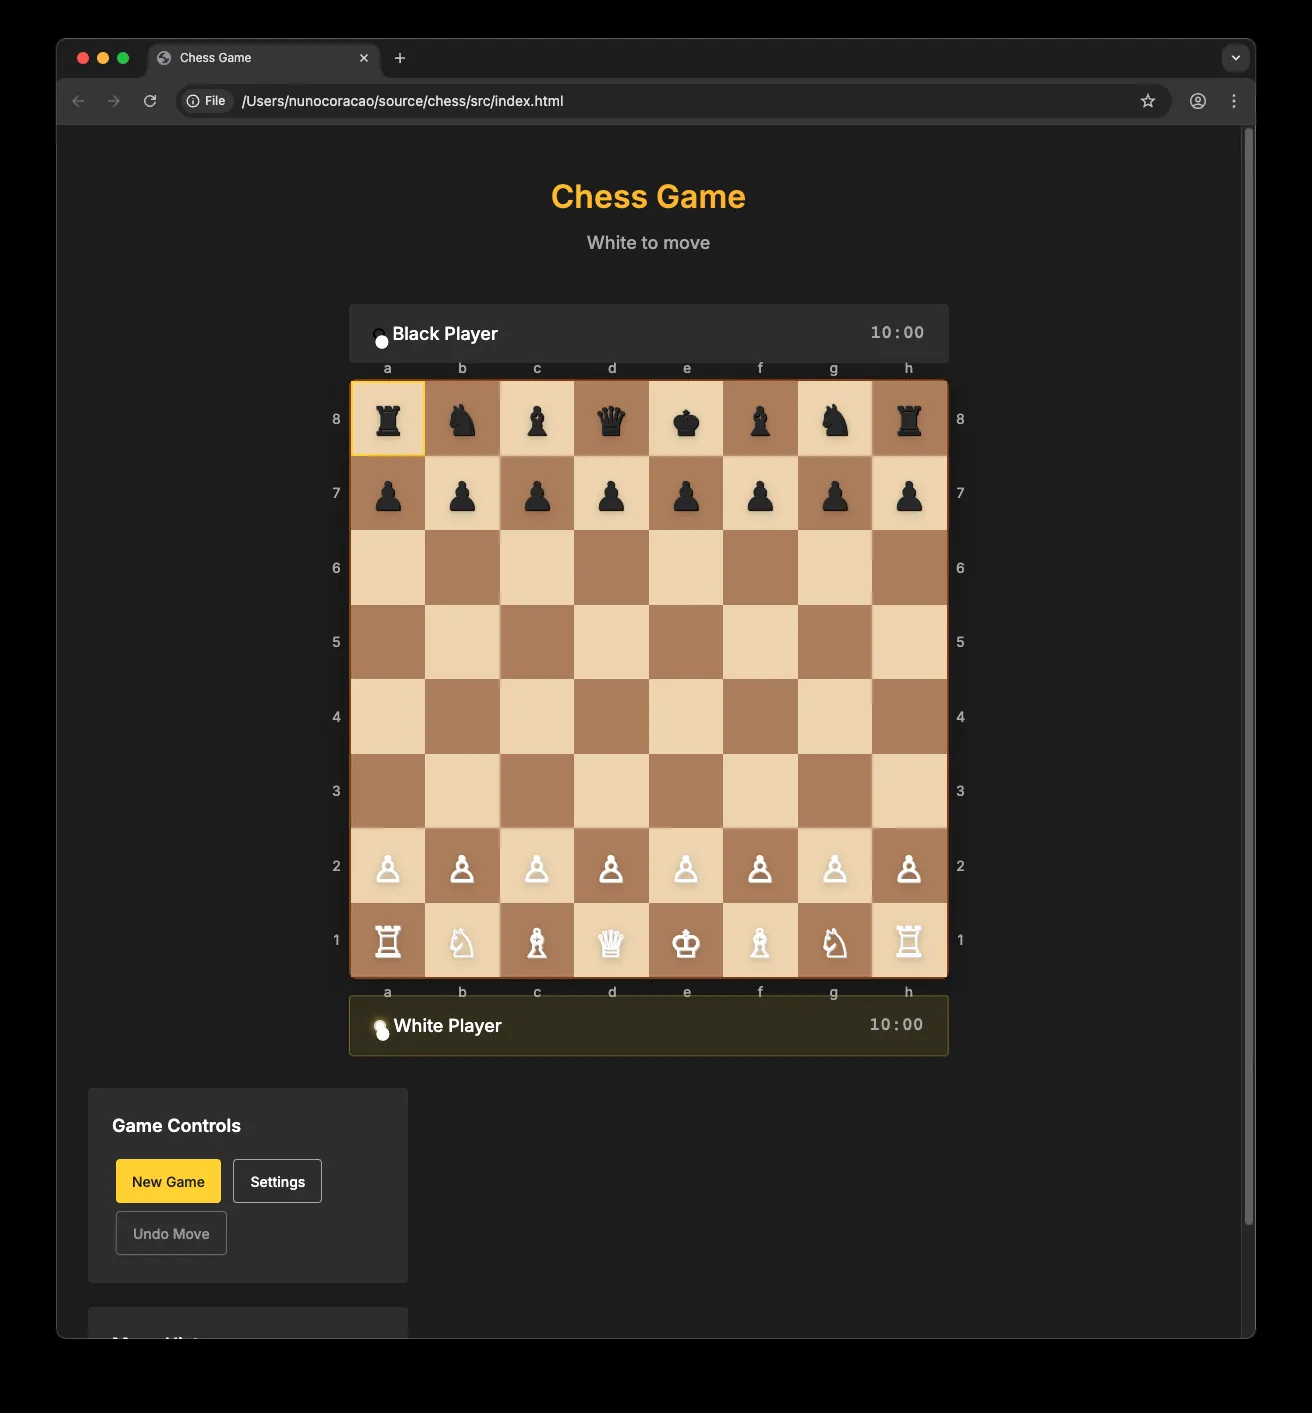 Chess Game
File /Users/nunocoracao/source/chess/src/index.html
Chess Game
White to move
Black Player 10:00
a b c d e f g h
8 8
7 7
6 6
5 5
4 4
3 3
2 2
1 1
a b c d e f g h
White Player 10:00
Game Controls
New Game Settings
Undo Move